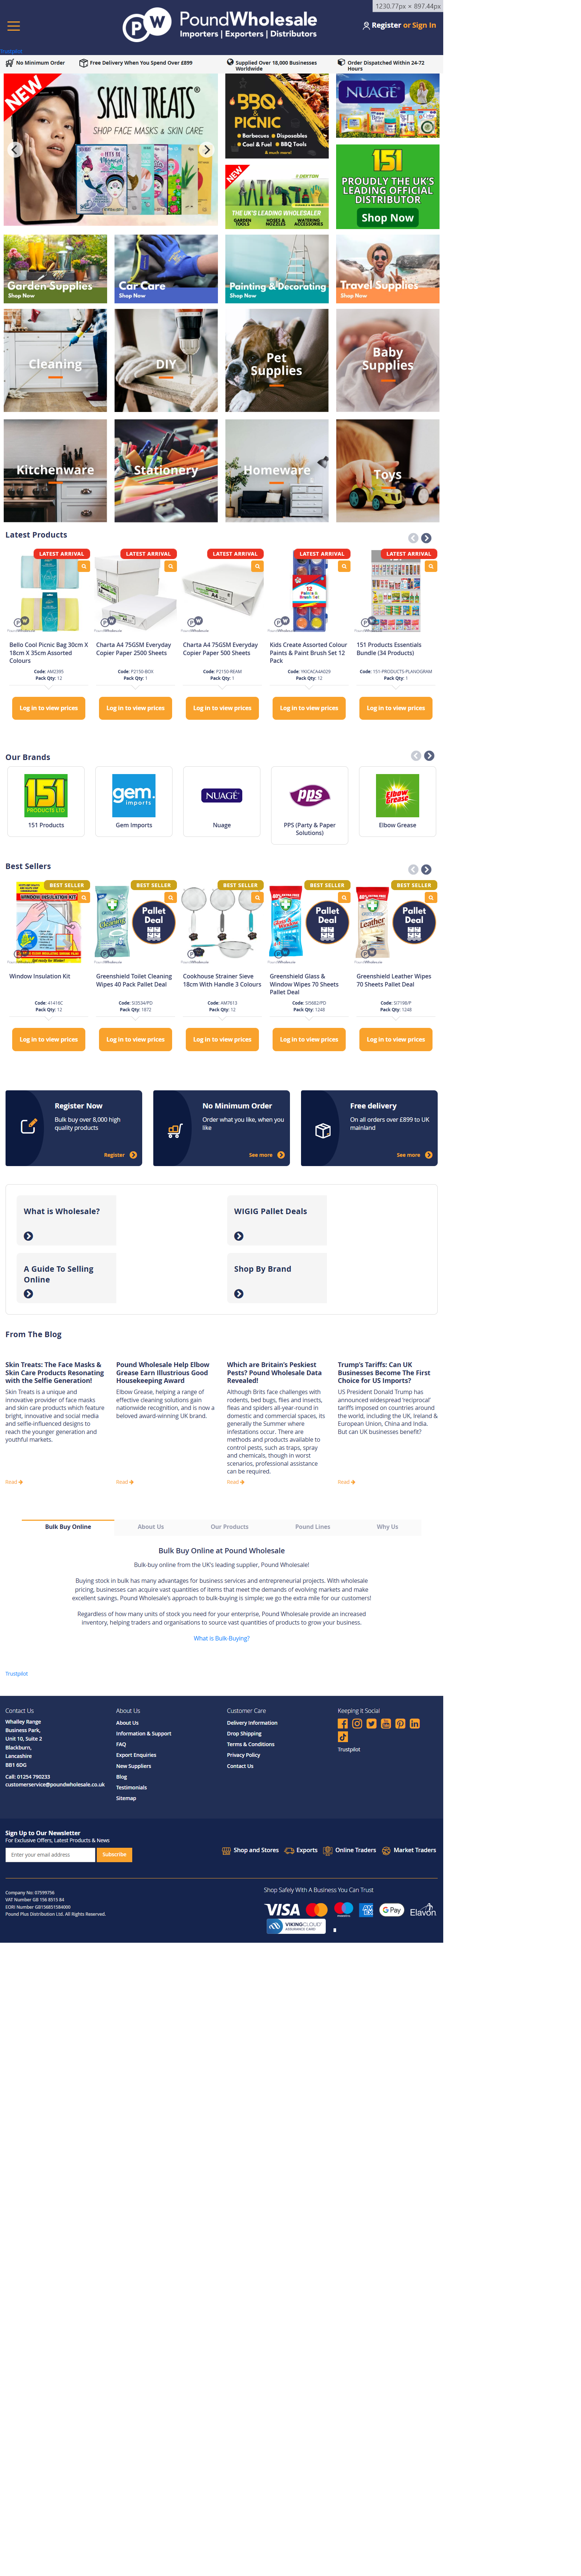 1230.77px × 897.44px
PW PoundWholesale
Importers | Exporters | Distributors
Register or Sign In
Trustpilot
No Minimum Order
Free Delivery When You Spend Over £899
Supplied Over 18,000 Businesses
Worldwide
Order Dispatched Within 24-72
Hours
NEW
SKIN TREATS®
SHOP FACE MASKS & SKIN CARE
BBQ &
PICNIC
• Barbecues • Disposables
• Coal & Fuel • BBQ Tools
& much more!
NUAGÉ
NEW
THE UK'S LEADING WHOLESALER
GARDEN
TOOLS
HOSES &
NOZZLES
WATERING
ACCESSORIES
151
PROUDLY THE UK'S
LEADING OFFICIAL
DISTRIBUTOR
Shop Now
Garden Supplies
Shop Now
Car Care
Shop Now
Painting & Decorating
Shop Now
Travel Supplies
Shop Now
Cleaning
DIY
Pet
Supplies
Baby
Supplies
Kitchenware
Stationery
Homeware
Toys
Latest Products
LATEST ARRIVAL
LATEST ARRIVAL
LATEST ARRIVAL
LATEST ARRIVAL
LATEST ARRIVAL
Bello Cool Picnic Bag 30cm X
18cm X 35cm Assorted
Colours
Code: AM2395
Pack Qty: 12
Log in to view prices
Charta A4 75GSM Everyday
Copier Paper 2500 Sheets
Code: P2150-BOX
Pack Qty: 1
Log in to view prices
Charta A4 75GSM Everyday
Copier Paper 500 Sheets
Code: P2150-REAM
Pack Qty: 1
Log in to view prices
Kids Create Assorted Colour
Paints & Paint Brush Set 12
Pack
Code: YKICACA4A029
Pack Qty: 12
Log in to view prices
151 Products Essentials
Bundle (34 Products)
Code: 151-PRODUCTS-PLANOGRAM
Pack Qty: 1
Log in to view prices
Our Brands
151
PRODUCTS LTD
151 Products
gem.
imports
Gem Imports
NUAGÉ
Nuage
PPS
PPS (Party & Paper
Solutions)
Elbow
Grease
Elbow Grease
Best Sellers
BEST SELLER
BEST SELLER
BEST SELLER
BEST SELLER
BEST SELLER
WINDOW INSULATION KIT
Pallet
Deal
Pallet
Deal
Pallet
Deal
Window Insulation Kit
Code: 41416C
Pack Qty: 12
Log in to view prices
Greenshield Toilet Cleaning
Wipes 40 Pack Pallet Deal
Code: SI3534/PD
Pack Qty: 1872
Log in to view prices
Cookhouse Strainer Sieve
18cm With Handle 3 Colours
Code: AM7613
Pack Qty: 12
Log in to view prices
Greenshield Glass &
Window Wipes 70 Sheets
Pallet Deal
Code: SI5682/PD
Pack Qty: 1248
Log in to view prices
Greenshield Leather Wipes
70 Sheets Pallet Deal
Code: SI7198/P
Pack Qty: 1248
Log in to view prices
Register Now
Bulk buy over 8,000 high
quality products
Register
No Minimum Order
Order what you like, when you
like
See more
Free delivery
On all orders over £899 to UK
mainland
See more
What is Wholesale?
WIGIG Pallet Deals
A Guide To Selling
Online
Shop By Brand
From The Blog
Skin Treats: The Face Masks &
Skin Care Products Resonating
with the Selfie Generation!
Skin Treats is a unique and
innovative provider of face masks
and skin care products which feature
bright, innovative and social media
and selfie-influenced designs to
reach the younger generation and
youthful markets.
Read
Pound Wholesale Help Elbow
Grease Earn Illustrious Good
Housekeeping Award
Elbow Grease, helping a range of
effective cleaning solutions gain
nationwide recognition, and is now a
beloved award-winning UK brand.
Read
Which are Britain's Peskiest
Pests? Pound Wholesale Data
Revealed!
Although Brits face challenges with
rodents, bed bugs, flies and insects,
fleas and spiders all-year-round in
domestic and commercial spaces, its
generally the Summer where
infestations occur. There are
methods and products available to
control pests, such as traps, spray
and chemicals, though in worst
scenarios, professional assistance
can be required.
Read
Trump's Tariffs: Can UK
Businesses Become The First
Choice for US Imports?
US President Donald Trump has
announced widespread 'reciprocal'
tariffs imposed on countries around
the world, including the UK, Ireland &
European Union, China and India.
But can UK businesses benefit?
Read
Bulk Buy Online
About Us
Our Products
Pound Lines
Why Us
Bulk Buy Online at Pound Wholesale
Bulk-buy online from the UK's leading supplier, Pound Wholesale!
Buying stock in bulk has many advantages for business services and entrepreneurial projects. With wholesale
pricing, businesses can acquire vast quantities of items that meet the demands of evolving markets and make
excellent savings. Pound Wholesale's approach to bulk-buying is simple; we go the extra mile for our customers!
Regardless of how many units of stock you need for your enterprise, Pound Wholesale provide an increased
inventory, helping traders and organisations to source vast quantities of products to grow your business.
What is Bulk-Buying?
Trustpilot
Contact Us
Whalley Range
Business Park,
Unit 10, Suite 2
Blackburn,
Lancashire
BB1 6DG
Call: 01254 790233
customerservice@poundwholesale.co.uk
About Us
About Us
Information & Support
FAQ
Export Enquiries
New Suppliers
Blog
Testimonials
Sitemap
Customer Care
Delivery Information
Drop Shipping
Terms & Conditions
Privacy Policy
Contact Us
Keeping it Social
Trustpilot
Sign Up to Our Newsletter
For Exclusive Offers, Latest Products & News
Enter your email address
Subscribe
Shop and Stores
Exports
Online Traders
Market Traders
Company No: 07599756
VAT Number GB 156 8515 84
EORI Number GB156851584000
Pound Plus Distribution Ltd. All Rights Reserved.
Shop Safely With A Business You Can Trust
VISA
G Pay
Elavon
VIKINGCLOUD